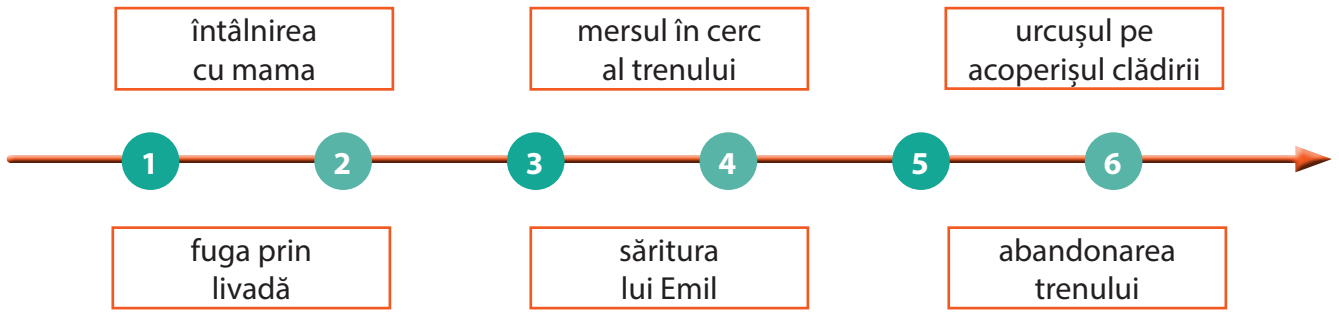 întâlnirea
cu mama
mersul în cerc
al trenului
urcușul pe
acoperișul clădirii
1 2 3 4 5 6
fuga prin
livadă
săritura
lui Emil
abandonarea
trenului